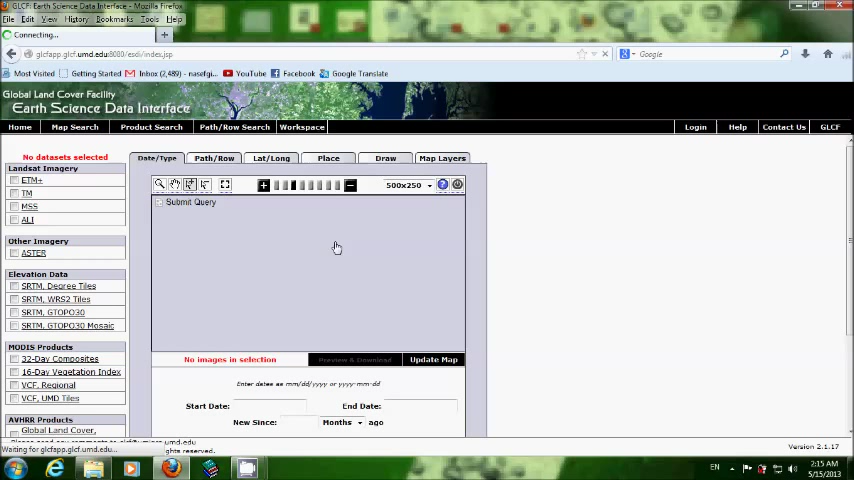 GLCF: Earth Science Data Interface - Mozilla Firefox
File Edit View History Bookmarks Tools Help
Connecting...
glcfapp.glcf.umd.edu:8080/esdi/index.jsp
Google
Most Visited Getting Started Inbox (2,489) - nasefgi... YouTube Facebook Google Translate
Global Land Cover Facility
Earth Science Data Interface
Home Map Search Product Search Path/Row Search Workspace Login Help Contact Us GLCF
No datasets selected
Date/Type Path/Row Lat/Long Place Draw Map Layers
Landsat Imagery
ETM+
TM
MSS
ALI
Other Imagery
ASTER
Elevation Data
SRTM, Degree Tiles
SRTM, WRS2 Tiles
SRTM, GTOPO30
SRTM, GTOPO30 Mosaic
MODIS Products
32-Day Composites
16-Day Vegetation Index
VCF, Regional
VCF, UMD Tiles
AVHRR Products
Global Land Cover,
500x250
Submit Query
No images in selection Preview & Download Update Map
Enter dates as mm/dd/yyyy or yyyy-mm-dd
Start Date: End Date:
New Since: Months ago
Waiting for glcfapp.glcf.umd.edu...
rights reserved.
Version 2.1.17
EN
2:15 AM
5/15/2013